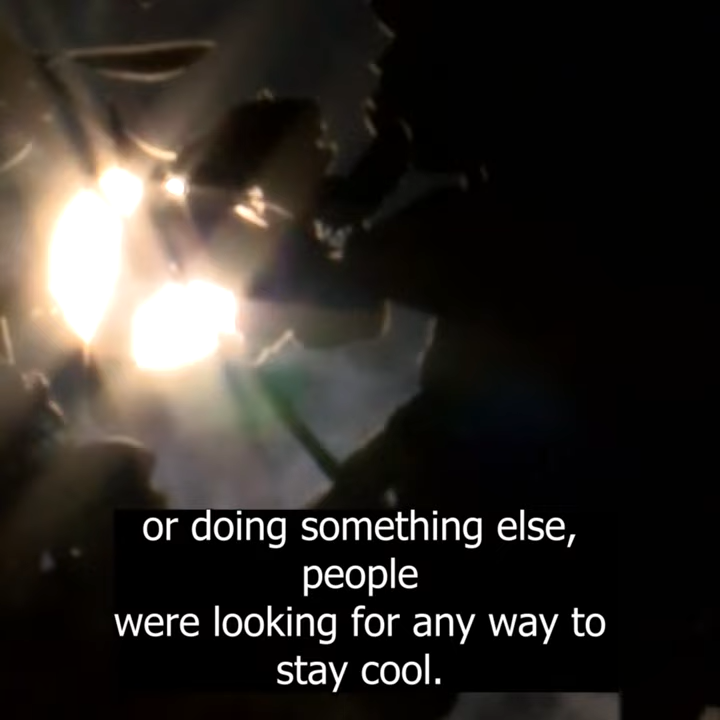 or doing something else,
people
were looking for any way to
stay cool.